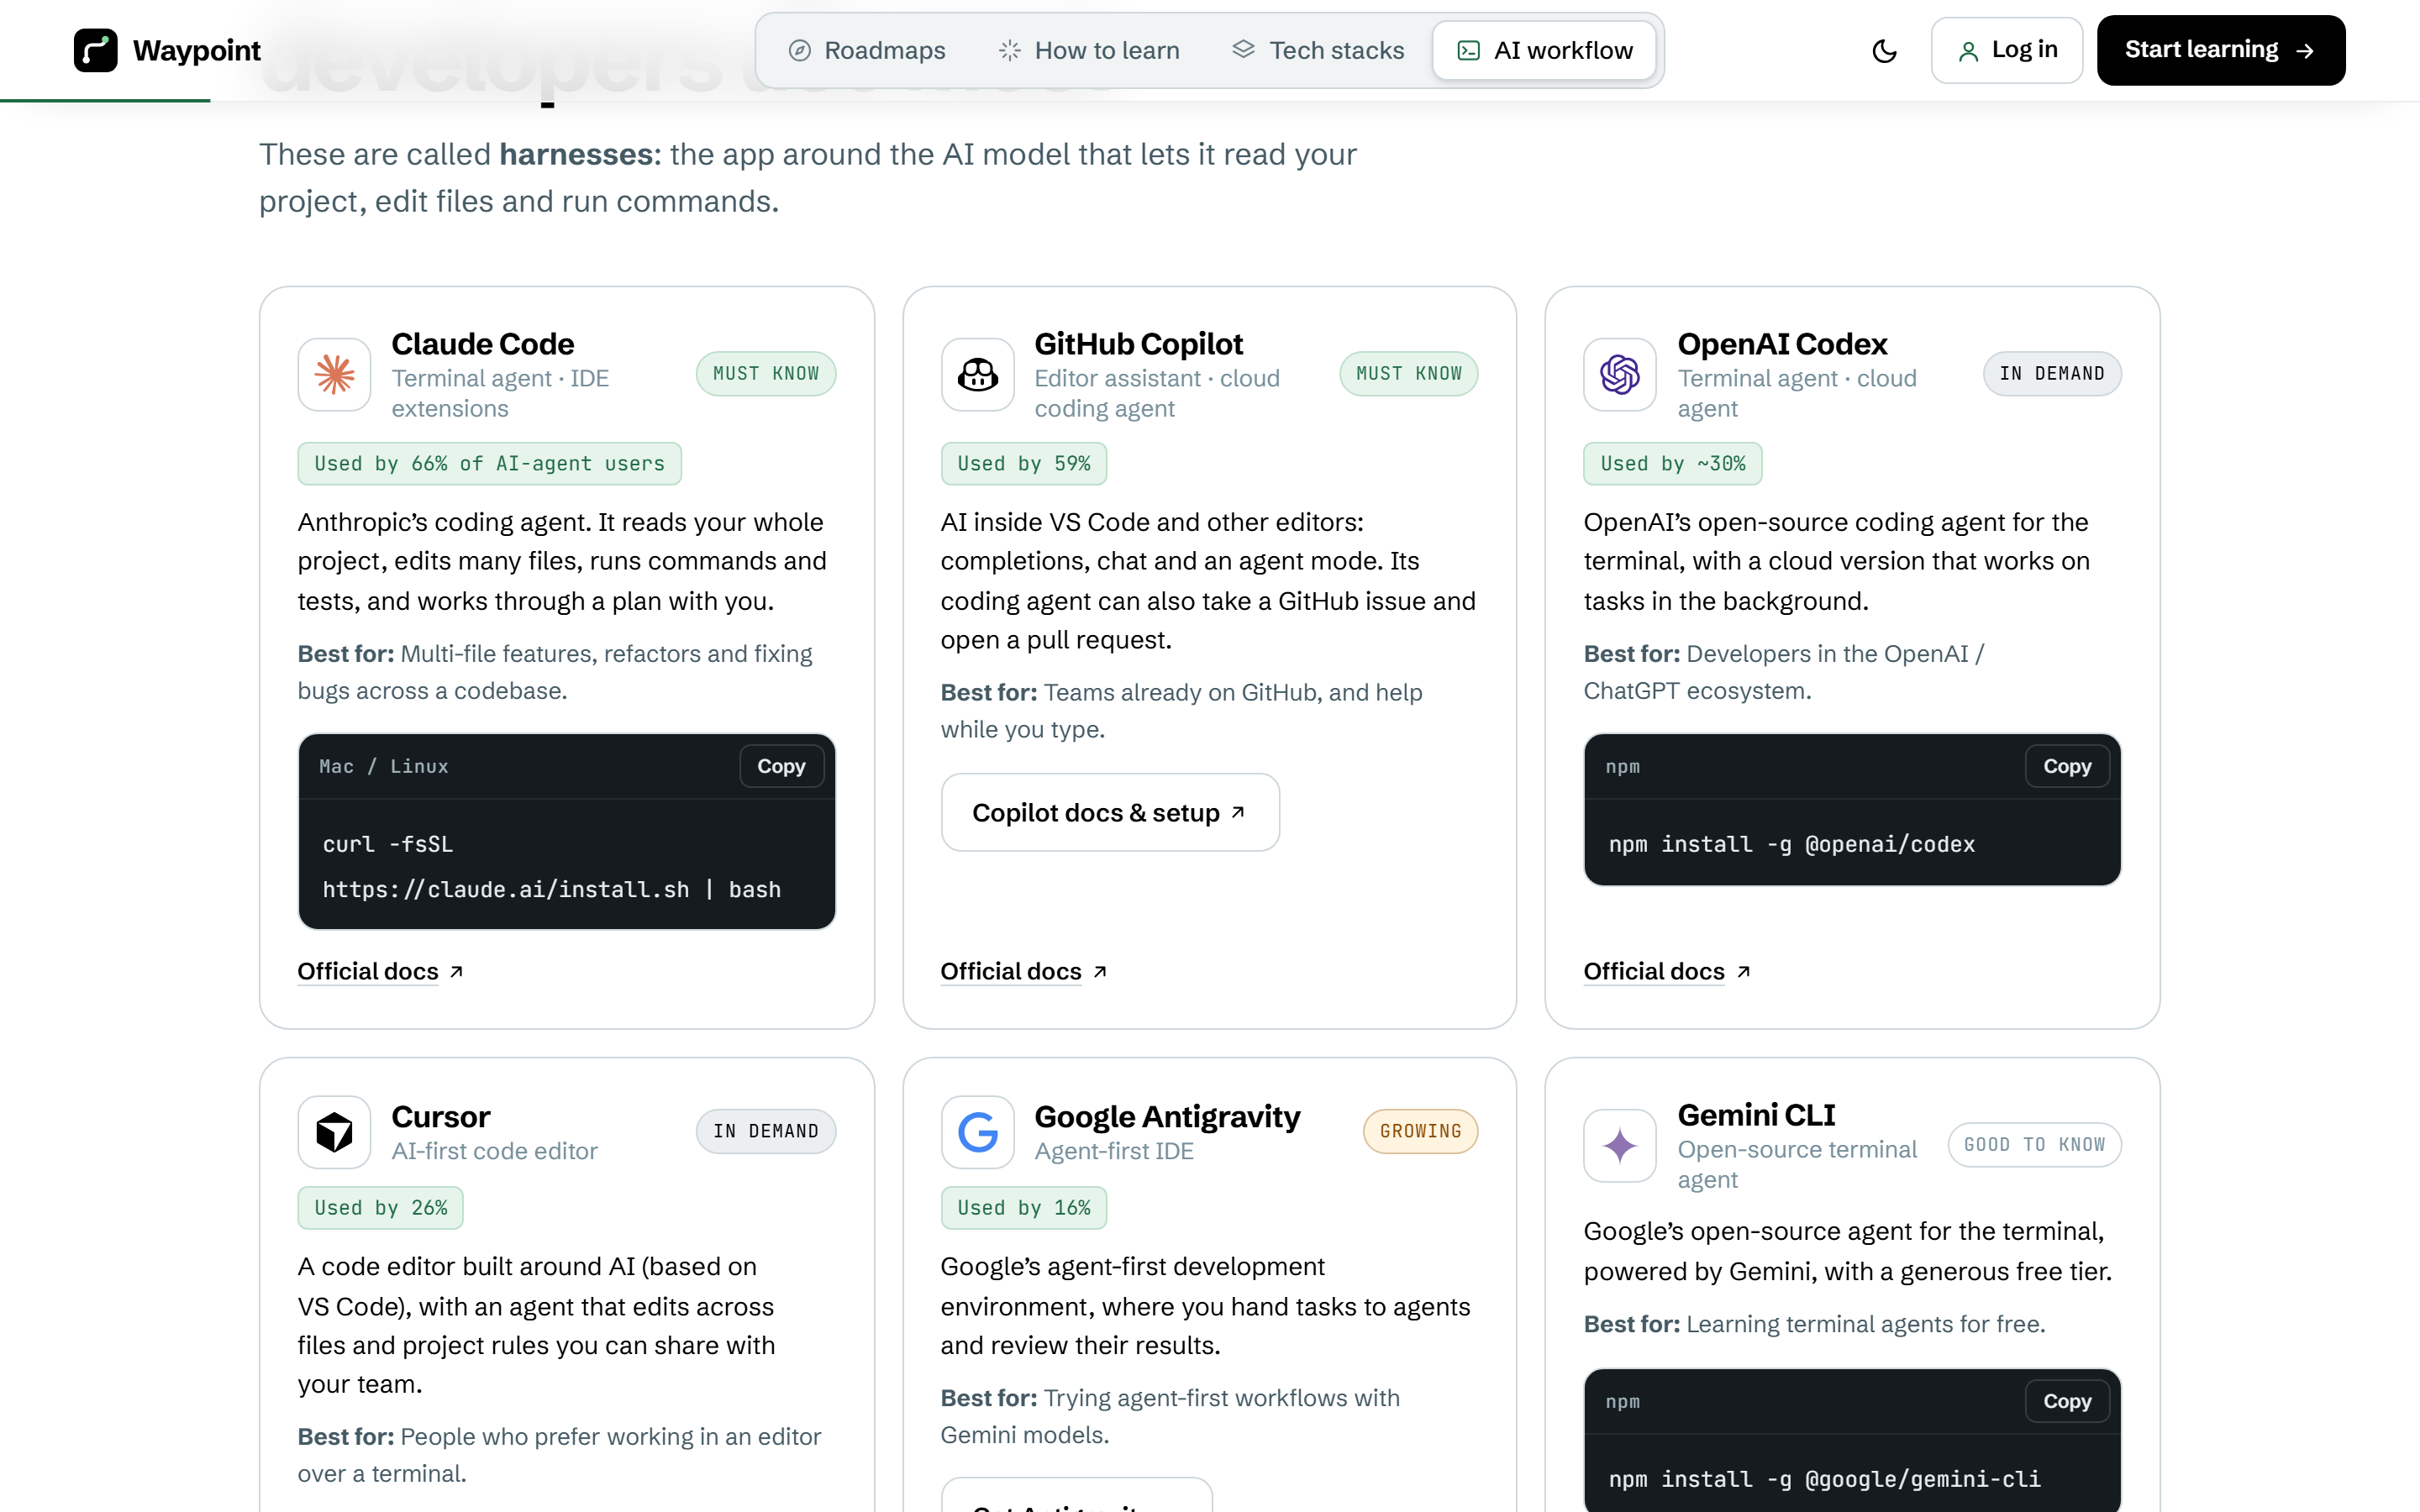 Waypoint
Roadmaps
How to learn
Tech stacks
AI workflow
Log in
Start learning →
developers
These are called harnesses: the app around the AI model that lets it read your
project, edit files and run commands.
Claude Code
Terminal agent · IDE
extensions
MUST KNOW
Used by 66% of AI-agent users
Anthropic’s coding agent. It reads your whole
project, edits many files, runs commands and
tests, and works through a plan with you.
Best for: Multi-file features, refactors and fixing
bugs across a codebase.
Mac / Linux
Copy
curl -fsSL
https://claude.ai/install.sh | bash
Official docs ↗
GitHub Copilot
Editor assistant · cloud
coding agent
MUST KNOW
Used by 59%
AI inside VS Code and other editors:
completions, chat and an agent mode. Its
coding agent can also take a GitHub issue and
open a pull request.
Best for: Teams already on GitHub, and help
while you type.
Copilot docs & setup ↗
Official docs ↗
OpenAI Codex
Terminal agent · cloud
agent
IN DEMAND
Used by ~30%
OpenAI’s open-source coding agent for the
terminal, with a cloud version that works on
tasks in the background.
Best for: Developers in the OpenAI /
ChatGPT ecosystem.
npm
Copy
npm install -g @openai/codex
Official docs ↗
Cursor
AI-first code editor
IN DEMAND
Used by 26%
A code editor built around AI (based on
VS Code), with an agent that edits across
files and project rules you can share with
your team.
Best for: People who prefer working in an editor
over a terminal.
Google Antigravity
Agent-first IDE
GROWING
Used by 16%
Google’s agent-first development
environment, where you hand tasks to agents
and review their results.
Best for: Trying agent-first workflows with
Gemini models.
Gemini CLI
Open-source terminal
agent
GOOD TO KNOW
Google’s open-source agent for the terminal,
powered by Gemini, with a generous free tier.
Best for: Learning terminal agents for free.
npm
Copy
npm install -g @google/gemini-cli